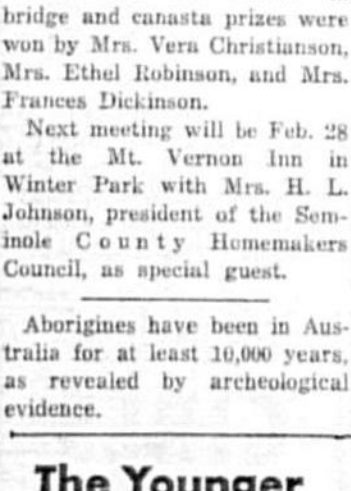 bridge and canasta prizes were
won by Mrs. Vera Christianson,
Mrs. Ethel Robinson, and Mrs.
Frances Dickinson.
Next meeting will be Feb. 28
at the Mt. Vernon Inn in
Winter Park with Mrs. H. L.
Johnson, president of the Sem-
inole County Homemakers
Council, as special guest.
Aborigines have been in Aus-
tralia for at least 10,000 years,
as revealed by archeological
evidence.
The Younger